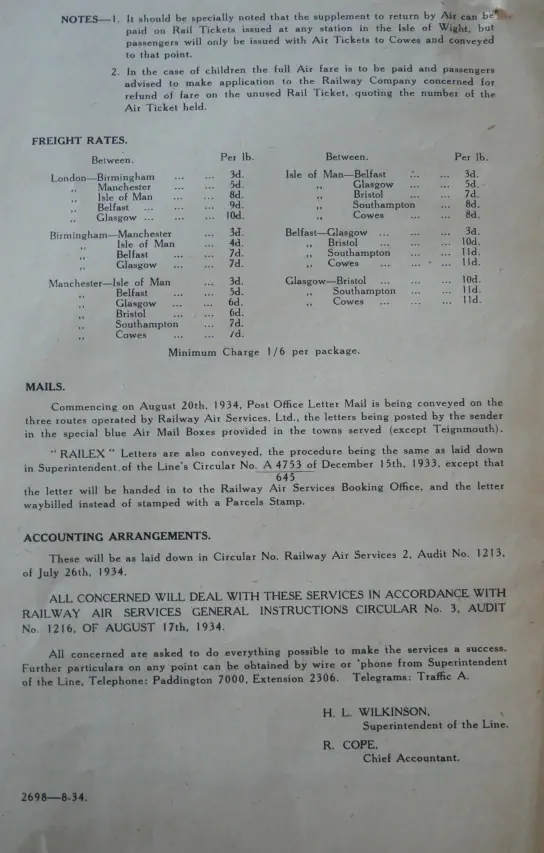 NOTES—1. It should be specially noted that the supplement to return by Air can be
paid on Rail Tickets issued at any station in the Isle of Wight, but
passengers will only be issued with Air Tickets to Cowes and conveyed
to that point.
2. In the case of children the full Air fare is to be paid and passengers
advised to make application to the Railway Company concerned for
refund of fare on the unused Rail Ticket, quoting the number of the
Air Ticket held.
FREIGHT RATES.
Between. Per lb.
London—Birmingham ... ... 3d.
,, Manchester ... ... 5d.
,, Isle of Man ... ... 8d.
,, Belfast ... ... 9d.
,, Glasgow ... ... 10d.
Birmingham—Manchester ... 3d.
,, Isle of Man ... 4d.
,, Belfast ... ... 7d.
,, Glasgow ... ... 7d.
Manchester—Isle of Man ... 3d.
,, Belfast ... ... 5d.
,, Glasgow ... ... 6d.
,, Bristol ... ... 6d.
,, Southampton ... 7d.
,, Cowes ... ... 7d.
Between. Per lb.
Isle of Man—Belfast ... ... 3d.
,, Glasgow ... ... 5d.
,, Bristol ... ... 7d.
,, Southampton ... 8d.
,, Cowes ... ... 8d.
Belfast—Glasgow ... ... 3d.
,, Bristol ... ... 10d.
,, Southampton ... ... 11d.
,, Cowes ... ... 11d.
Glasgow—Bristol ... ... 10d.
,, Southampton ... ... 11d.
,, Cowes ... ... 11d.
Minimum Charge 1/6 per package.
MAILS.
Commencing on August 20th, 1934, Post Office Letter Mail is being conveyed on the
three routes operated by Railway Air Services, Ltd., the letters being posted by the sender
in the special blue Air Mail Boxes provided in the towns served (except Teignmouth).
" RAILEX " Letters are also conveyed, the procedure being the same as laid down
in Superintendent of the Line's Circular No. A 4753 of December 15th, 1933, except that
645
the letter will be handed in to the Railway Air Services Booking Office, and the letter
waybilled instead of stamped with a Parcels Stamp.
ACCOUNTING ARRANGEMENTS.
These will be as laid down in Circular No. Railway Air Services 2, Audit No. 1213,
of July 26th, 1934.
ALL CONCERNED WILL DEAL WITH THESE SERVICES IN ACCORDANCE WITH
RAILWAY AIR SERVICES GENERAL INSTRUCTIONS CIRCULAR No. 3, AUDIT
No. 1216, OF AUGUST 17th, 1934.
All concerned are asked to do everything possible to make the services a success.
Further particulars on any point can be obtained by wire or 'phone from Superintendent
of the Line, Telephone: Paddington 7000, Extension 2306. Telegrams: Traffic A.
H. L. WILKINSON,
Superintendent of the Line.
R. COPE,
Chief Accountant.
2698—8-34.